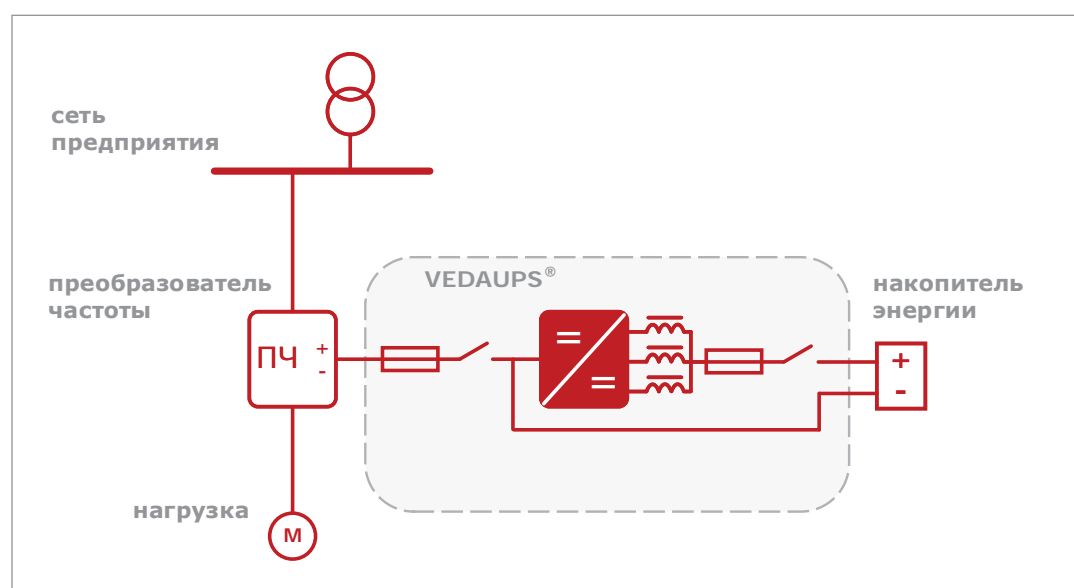 сеть
предприятия
преобразователь
частоты
VEDAUPS®
накопитель
энергии
ПЧ + -
+
-
нагрузка
M